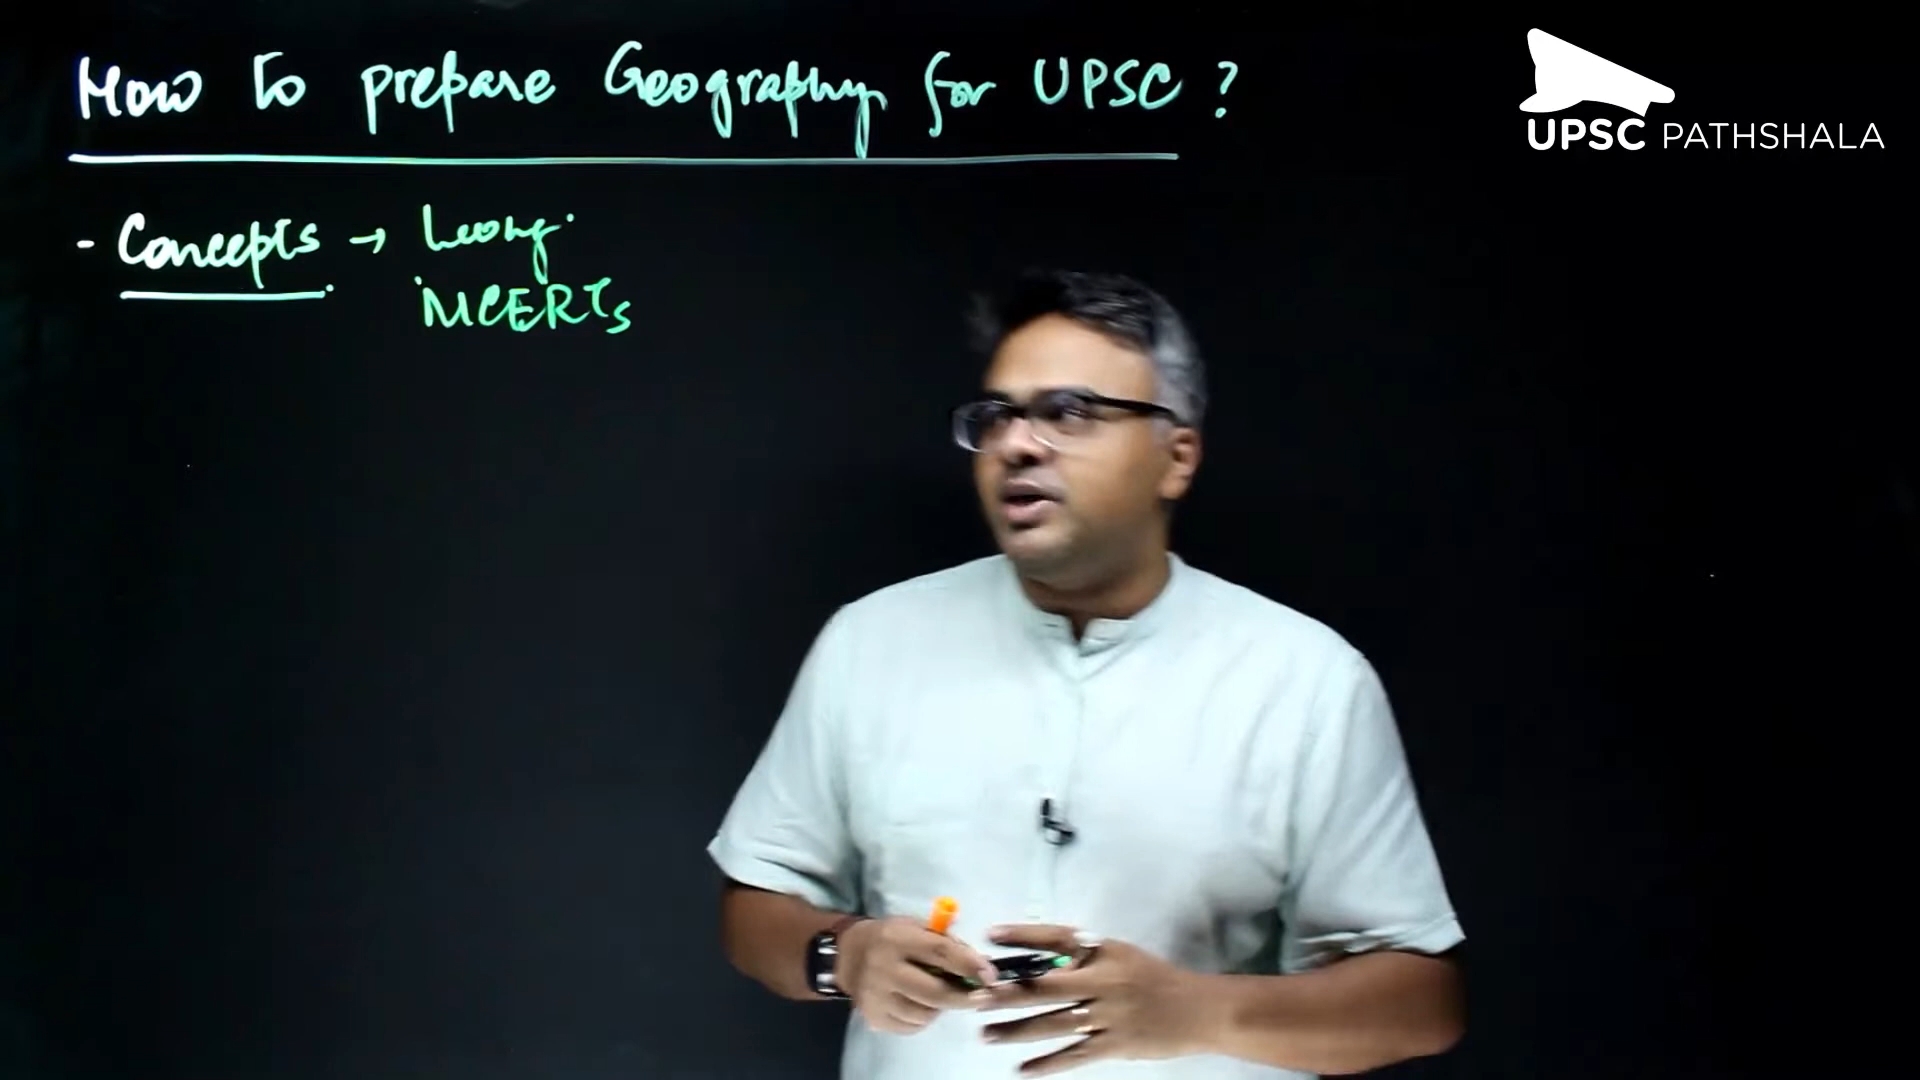 How to prepare Geography for UPSC ?
UPSC PATHSHALA
- Concepts → Leong
NCERTs